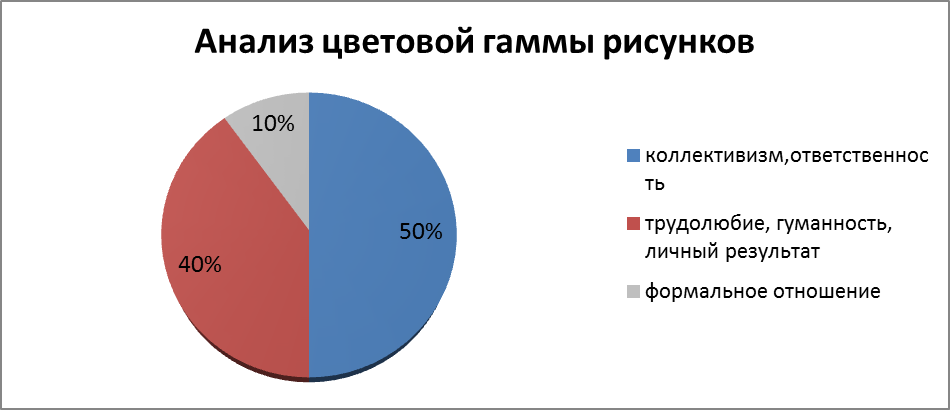 Анализ цветовой гаммы рисунков
10%
50%
40%
коллективизм,ответственнос
ть
трудолюбие, гуманность,
личный результат
формальное отношение